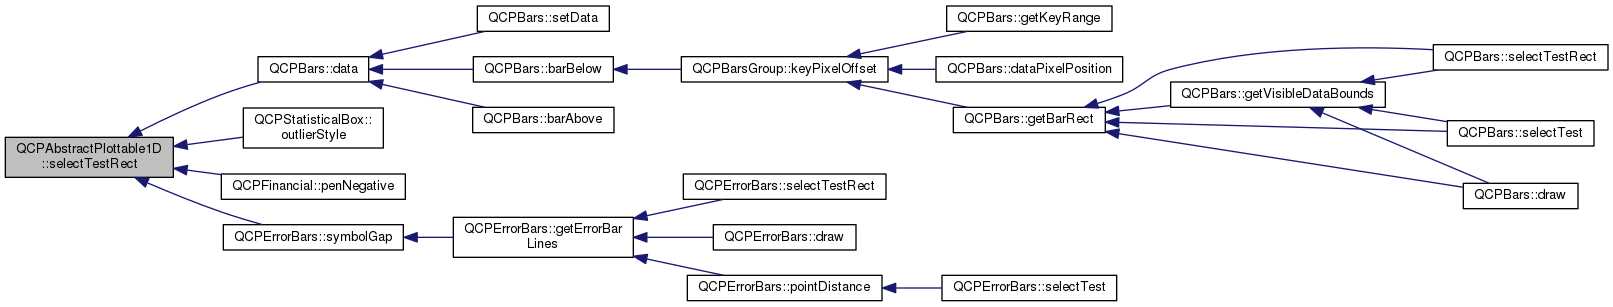 QCPAbstractPlottable1D
::selectTestRect
QCPBars::data
QCPStatisticalBox::
outlierStyle
QCPFinancial::penNegative
QCPErrorBars::symbolGap
QCPBars::setData
QCPBars::barBelow
QCPBars::barAbove
QCPErrorBars::getErrorBar
Lines
QCPBarsGroup::keyPixelOffset
QCPErrorBars::selectTestRect
QCPErrorBars::draw
QCPErrorBars::pointDistance
QCPBars::getKeyRange
QCPBars::dataPixelPosition
QCPBars::getBarRect
QCPErrorBars::selectTest
QCPBars::getVisibleDataBounds
QCPBars::selectTestRect
QCPBars::selectTest
QCPBars::draw